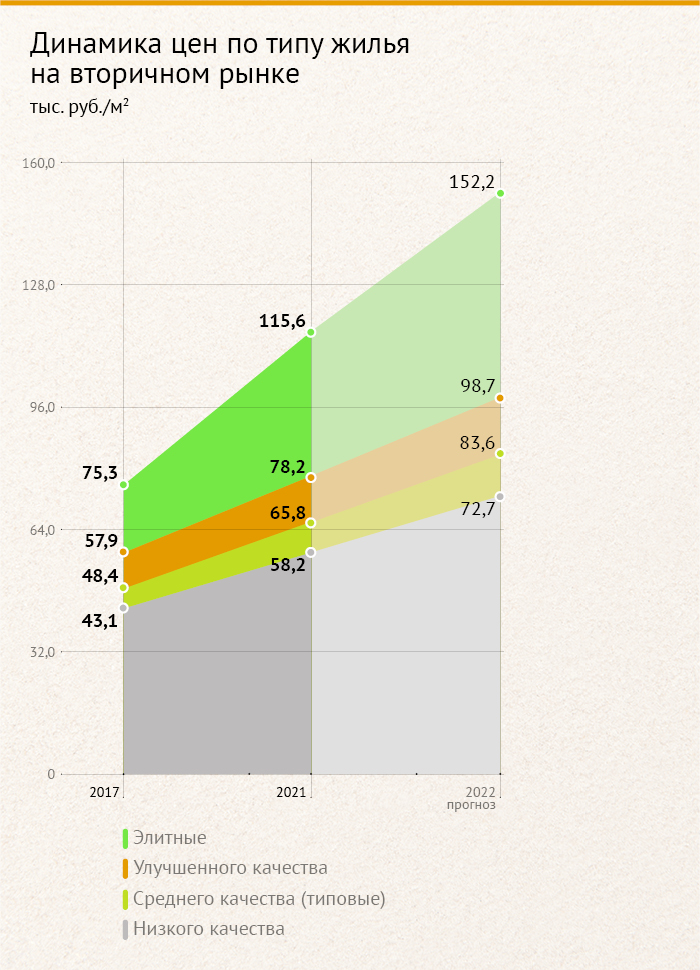 Динамика цен по типу жилья
на вторичном рынке
тыс. руб./м²
160,0
152,2
128,0
115,6
98,7
96,0
83,6
78,2
75,3
65,8
72,7
64,0
57,9
58,2
48,4
43,1
32,0
0
2017
2021
2022
прогноз
Элитные
Улучшенного качества
Среднего качества (типовые)
Низкого качества